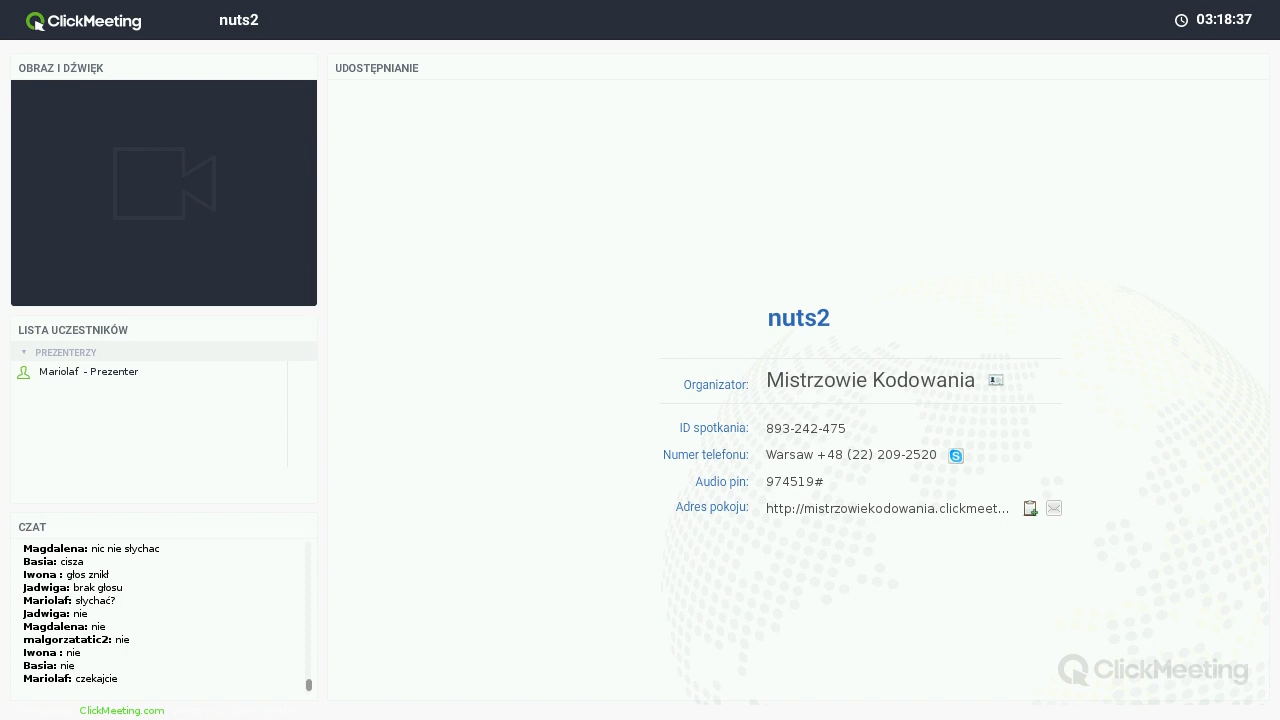 ClickMeeting
nuts2
03:18:37
OBRAZ I DŹWIĘK
LISTA UCZESTNIKÓW
PREZENTERZY
Mariolaf - Prezenter
CZAT
Magdalena: nic nie słychac
Basia: cisza
Iwona : głos znikł
Jadwiga: brak głosu
Mariolaf: słychać?
Jadwiga: nie
Magdalena: nie
malgorzatatic2: nie
Iwona : nie
Basia: nie
Mariolaf: czekajcie
ClickMeeting.com
UDOSTĘPNIANIE
nuts2
Organizator: Mistrzowie Kodowania
ID spotkania: 893-242-475
Numer telefonu: Warsaw +48 (22) 209-2520
Audio pin: 974519#
Adres pokoju: http://mistrzowiekodowania.clickmeet...
ClickMeeting